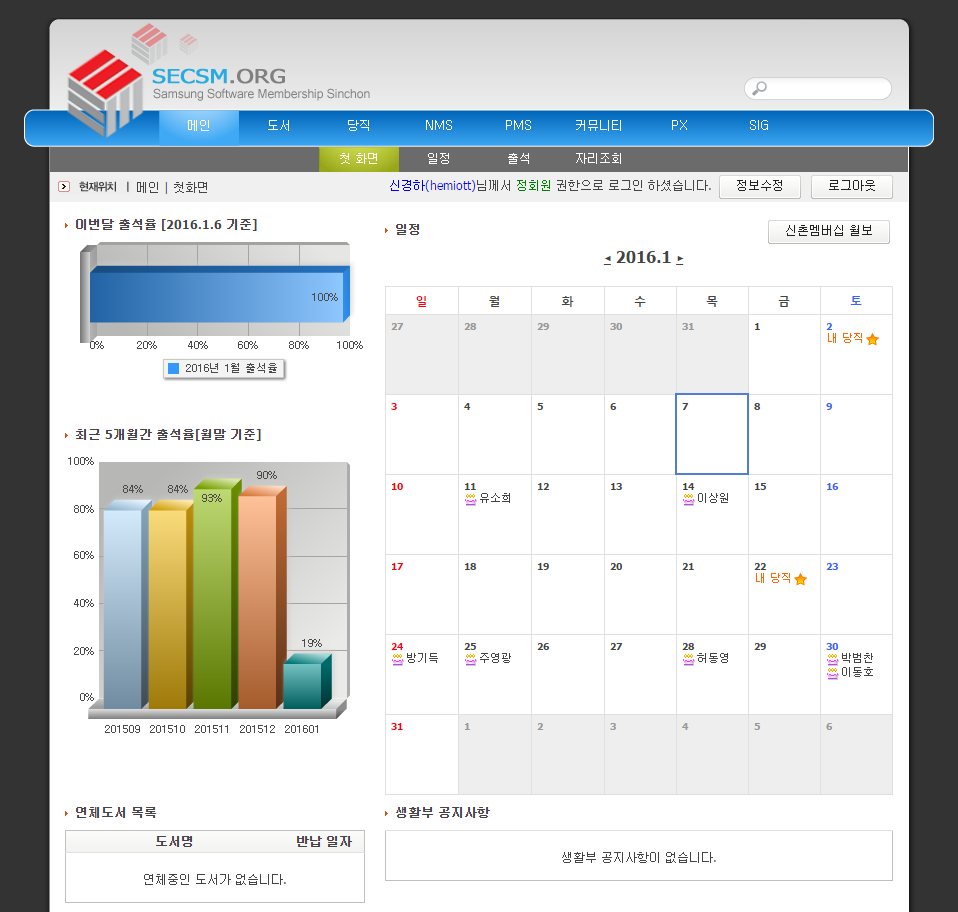 SECSM.ORG
Samsung Software Membership Sinchon
메인 도서 당직 NMS PMS 커뮤니티 PX SIG
첫 화면 일정 출석 자리조회
현재위치 | 메인 | 첫화면
신경하(hemiott)님께서 정회원 권한으로 로그인 하셨습니다. 정보수정 로그아웃
이번달 출석율 [2016.1.6 기준]
100%
0% 20% 40% 60% 80% 100%
2016년 1월 출석율
최근 5개월간 출석율[월말 기준]
100%
80%
60%
40%
20%
0%
84% 84% 93% 90% 19%
201509 201510 201511 201512 201601
일정
신촌멤버십 월보
◂ 2016.1 ▸
일 월 화 수 목 금 토
27 28 29 30 31 1 2
내 당직
3 4 5 6 7 8 9
10 11 12 13 14 15 16
유소희 이상원
17 18 19 20 21 22 23
내 당직
24 25 26 27 28 29 30
방기득 주영광 허동영 박범찬
이동호
31 1 2 3 4 5 6
연체도서 목록
도서명 반납 일자
연체중인 도서가 없습니다.
생활부 공지사항
생활부 공지사항이 없습니다.